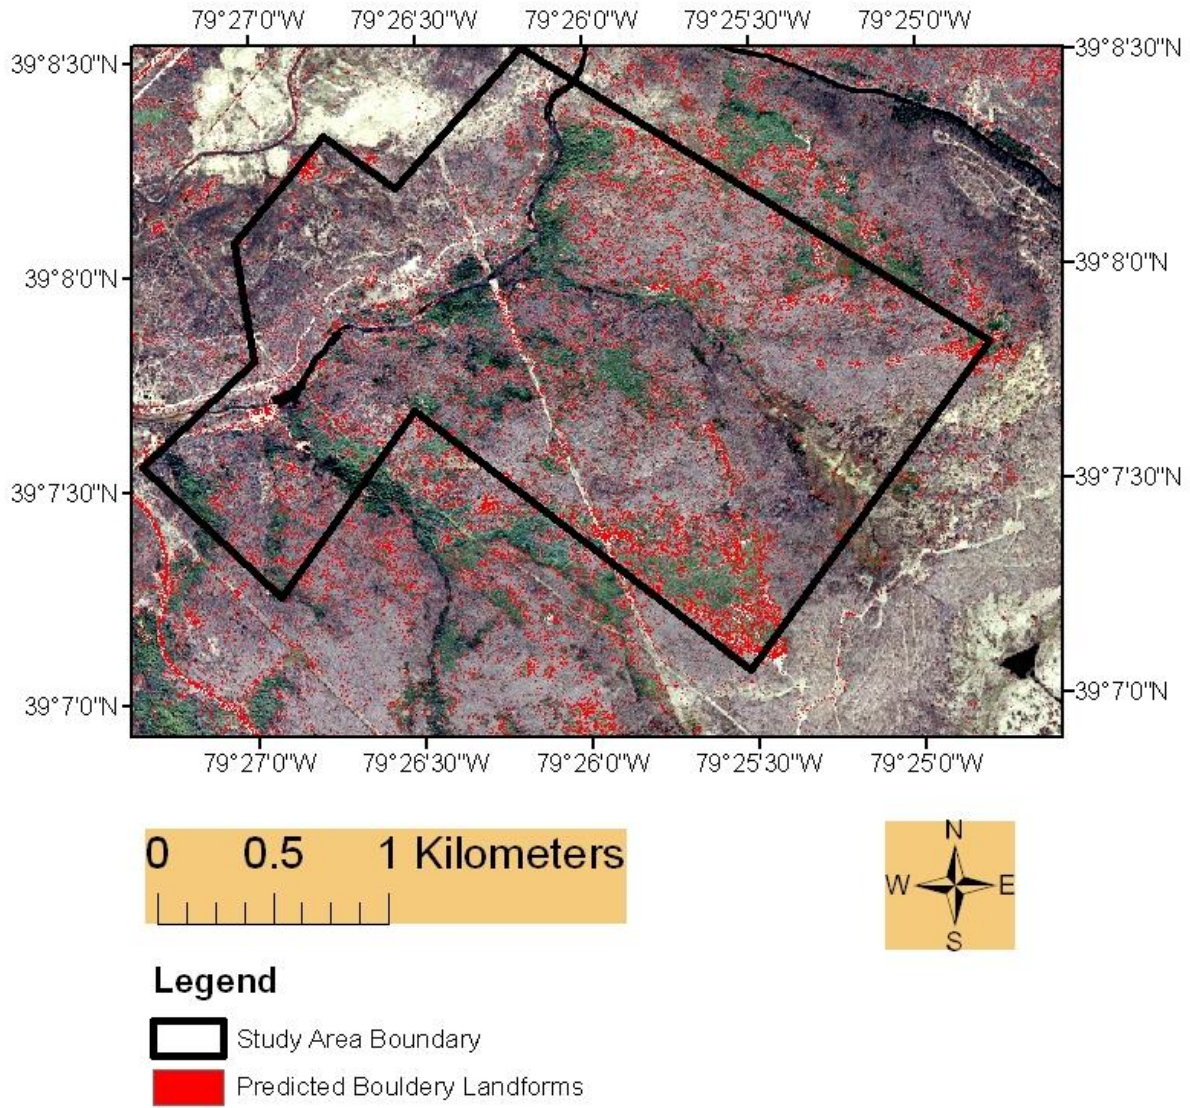 79°27'0"W 79°26'30"W 79°26'0"W 79°25'30"W 79°25'0"W
39°8'30"N 39°8'30"N
39°8'0"N 39°8'0"N
39°7'30"N 39°7'30"N
39°7'0"N 39°7'0"N
79°27'0"W 79°26'30"W 79°26'0"W 79°25'30"W 79°25'0"W
0 0.5 1 Kilometers
N
W E
S
Legend
Study Area Boundary
Predicted Bouldery Landforms